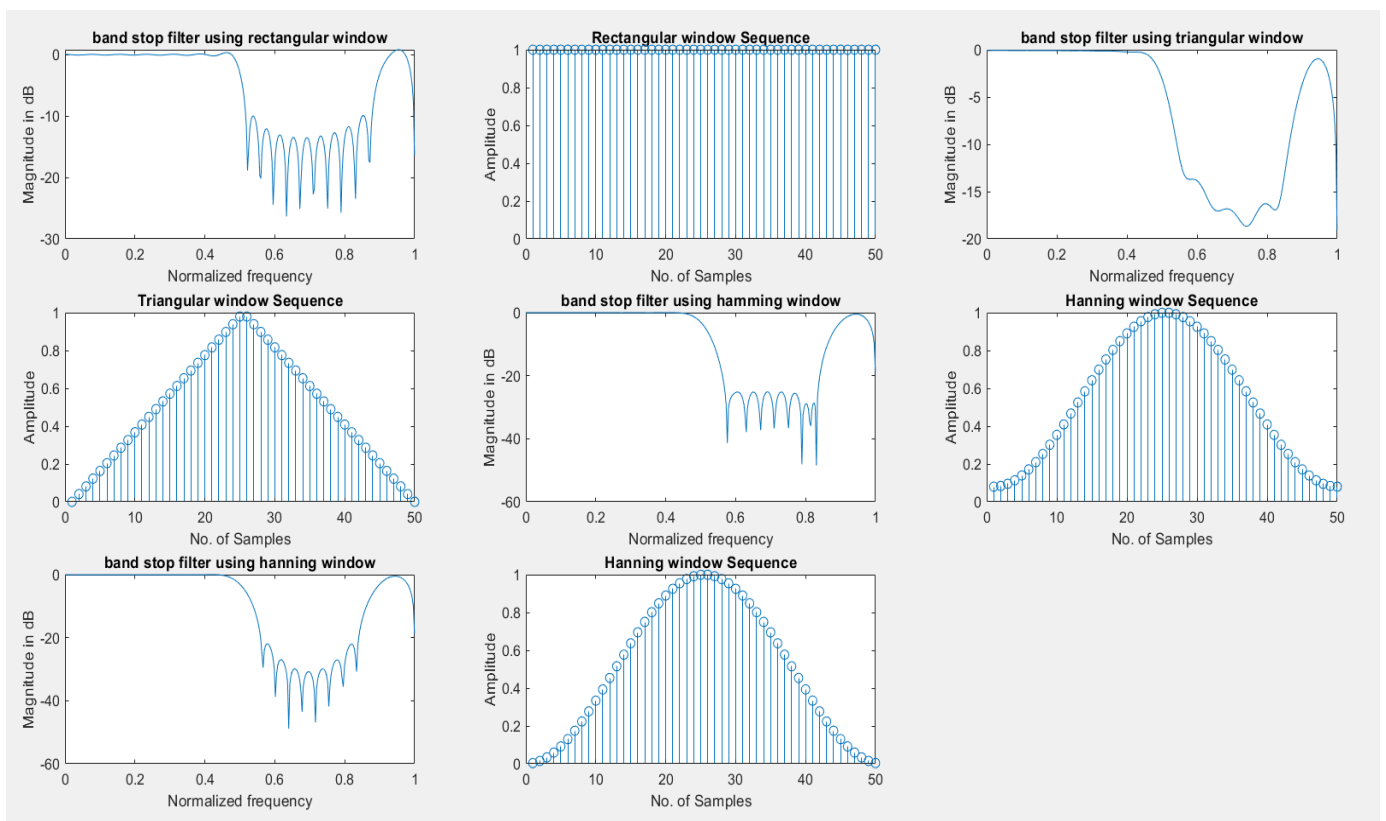 band stop filter using rectangular window
0
-10
-20
-30
Magnitude in dB
0 0.2 0.4 0.6 0.8 1
Normalized frequency
Rectangular window Sequence
1
0.8
0.6
0.4
0.2
0
Amplitude
0 10 20 30 40 50
No. of Samples
band stop filter using triangular window
0
-5
-10
-15
-20
Magnitude in dB
0 0.2 0.4 0.6 0.8 1
Normalized frequency
Triangular window Sequence
1
0.8
0.6
0.4
0.2
0
Amplitude
0 10 20 30 40 50
No. of Samples
band stop filter using hamming window
0
-20
-40
-60
Magnitude in dB
0 0.2 0.4 0.6 0.8 1
Normalized frequency
Hanning window Sequence
1
0.8
0.6
0.4
0.2
0
Amplitude
0 10 20 30 40 50
No. of Samples
band stop filter using hanning window
0
-20
-40
-60
Magnitude in dB
0 0.2 0.4 0.6 0.8 1
Normalized frequency
Hanning window Sequence
1
0.8
0.6
0.4
0.2
0
Amplitude
0 10 20 30 40 50
No. of Samples